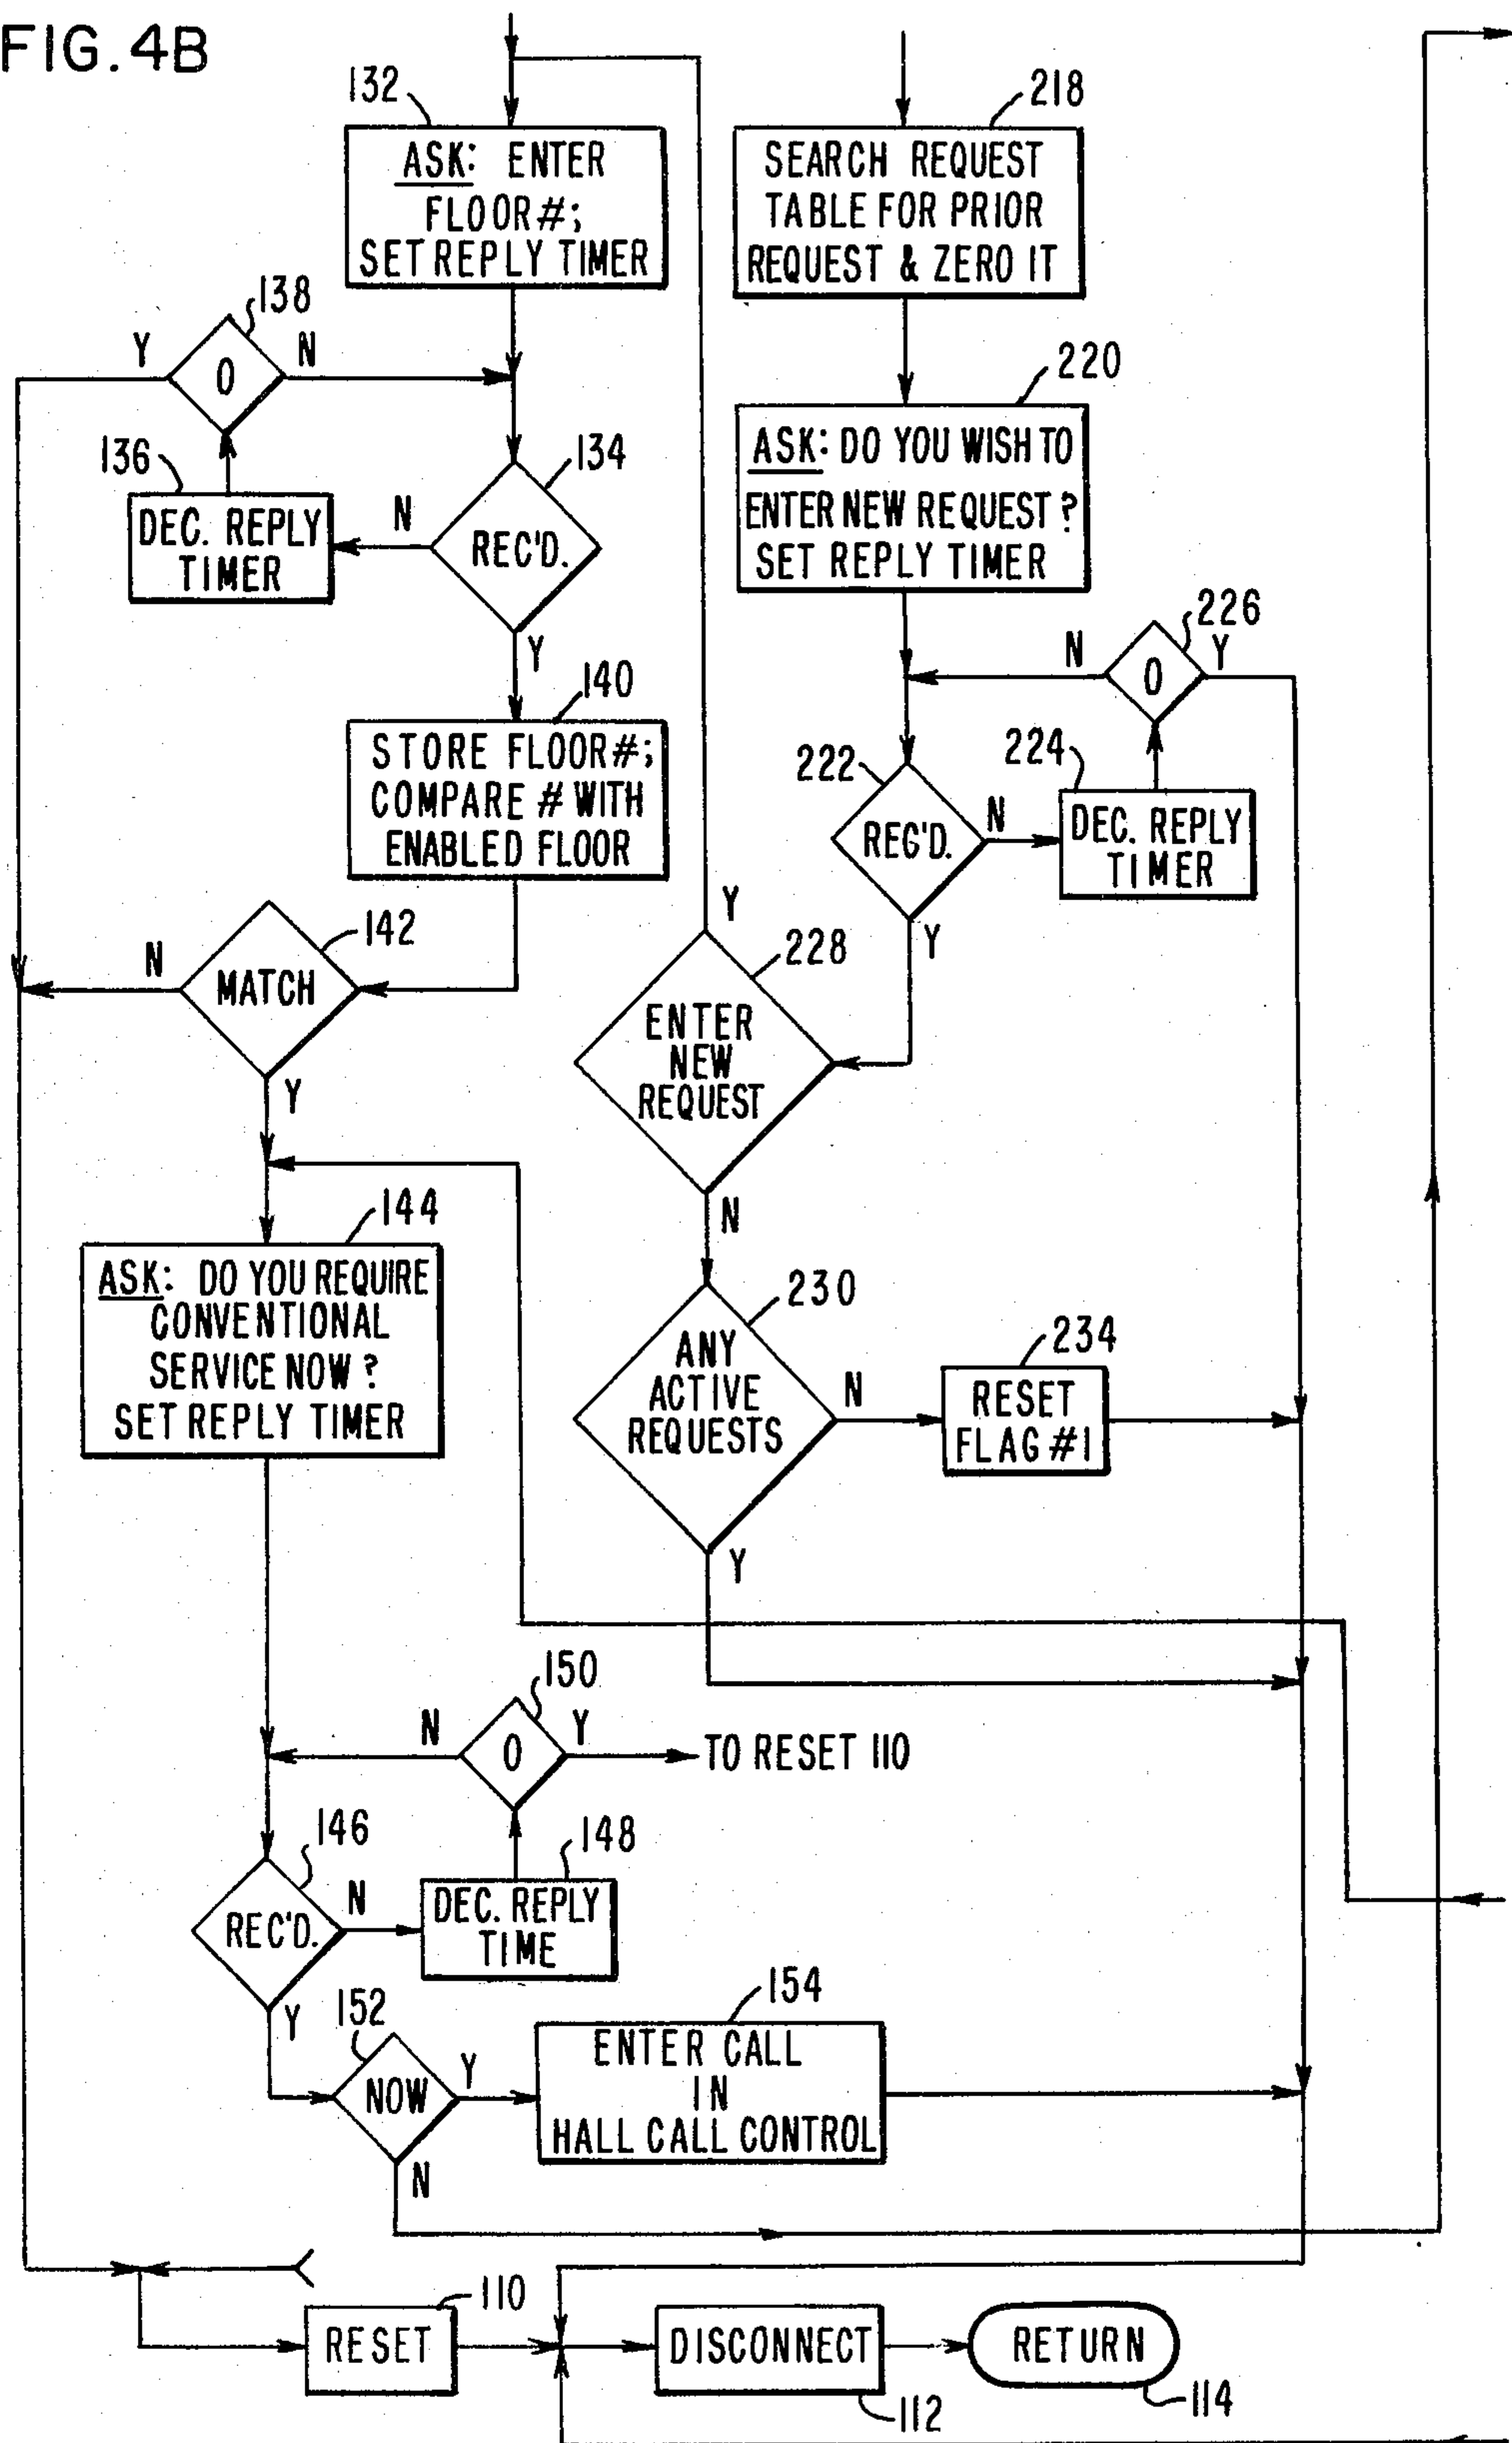 FIG. 4B
132
ASK: ENTER
FLOOR#;
SET REPLY TIMER
218
SEARCH REQUEST
TABLE FOR PRIOR
REQUEST & ZERO IT
138
Y
0
N
136
DEC. REPLY
TIMER
N
134
REC'D.
Y
220
ASK: DO YOU WISH TO
ENTER NEW REQUEST?
SET REPLY TIMER
140
STORE FLOOR#;
COMPARE # WITH
ENABLED FLOOR
N
0
226
Y
222
REC'D.
N
224
DEC. REPLY
TIMER
Y
N
MATCH
142
Y
Y
228
ENTER
NEW
REQUEST
N
144
ASK: DO YOU REQUIRE
CONVENTIONAL
SERVICE NOW?
SET REPLY TIMER
230
ANY
ACTIVE
REQUESTS
N
234
RESET
FLAG #1
Y
150
N
0
Y
TO RESET 110
146
REC'D.
N
148
DEC. REPLY
TIME
Y
152
NOW
Y
154
ENTER CALL
IN
HALL CALL CONTROL
N
110
RESET
DISCONNECT
112
RETURN
114